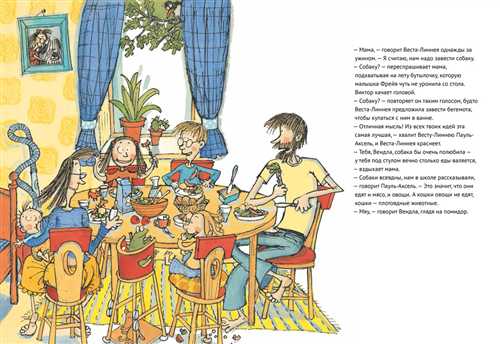 — Мама, — говорит Веста-Линнея однажды за
ужином. — Я считаю, нам надо завести собаку.
— Собаку? — переспрашивает мама,
подхватывая на лету бутылочку, которую
малышка Фрейя чуть не уронила со стола.
Виктор качает головой.
— Собаку? — повторяет он таким голосом, будто
Веста-Линнея предложила завести бегемота,
чтобы купаться с ним в ванне.
— Отличная мысль! Из всех твоих идей эта
самая лучшая, — хвалит Весту-Линнею Пауль-
Аксель, и Веста-Линнея краснеет.
— Тебя, Вендла, собака бы очень полюбила —
у тебя под стулом вечно столько еды валяется,
— вздыхает мама.
— Собаки всеядны, нам в школе рассказывали,
— говорит Пауль-Аксель. — Это значит, что они
едят и мясо, и овощи. А кошки овощи не едят,
кошки — плотоядные животные.
— Мяу, — говорит Вендла, глядя на помидор.